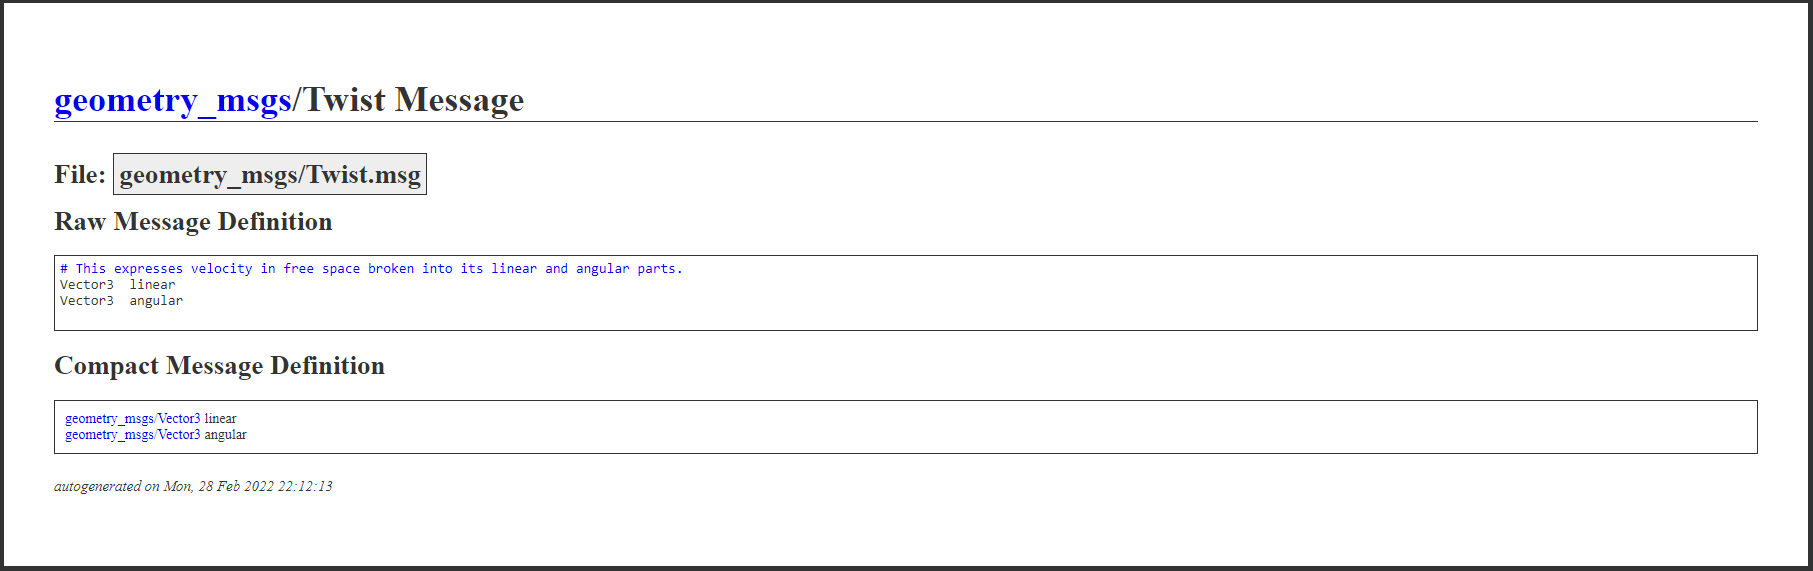 geometry_msgs/Twist Message
File: geometry_msgs/Twist.msg
Raw Message Definition
# This expresses velocity in free space broken into its linear and angular parts.
Vector3  linear
Vector3  angular
Compact Message Definition
geometry_msgs/Vector3 linear
geometry_msgs/Vector3 angular
autogenerated on Mon, 28 Feb 2022 22:12:13